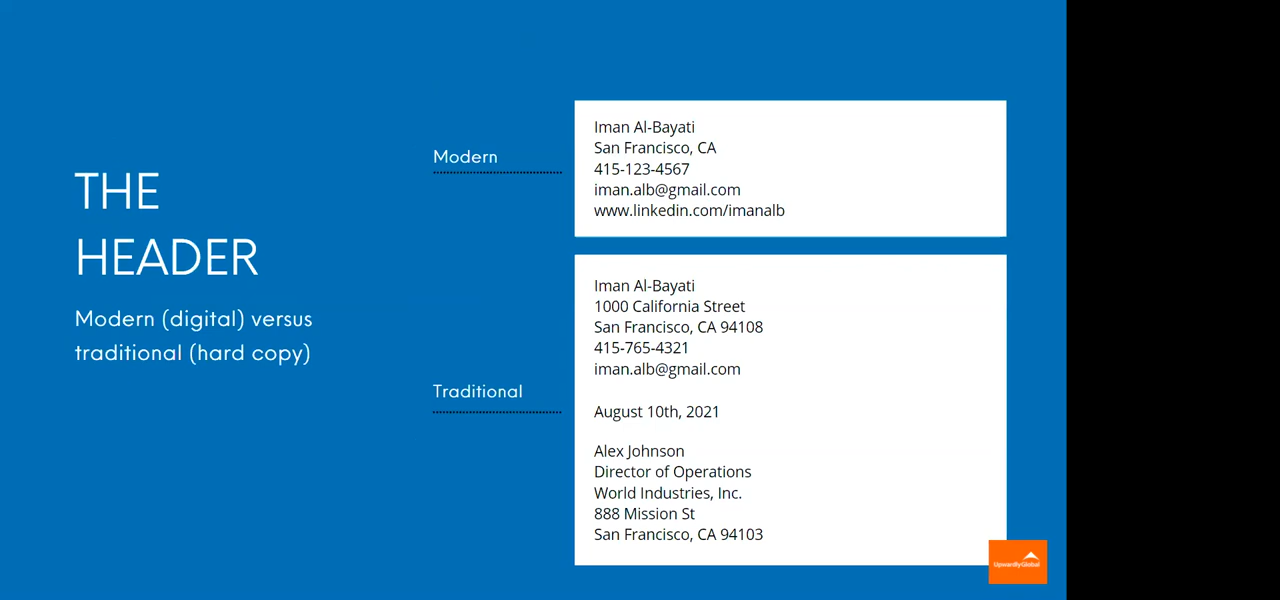 THE
HEADER
Modern (digital) versus
traditional (hard copy)
Modern
Iman Al-Bayati
San Francisco, CA
415-123-4567
iman.alb@gmail.com
www.linkedin.com/imanalb
Traditional
Iman Al-Bayati
1000 California Street
San Francisco, CA 94108
415-765-4321
iman.alb@gmail.com
August 10th, 2021
Alex Johnson
Director of Operations
World Industries, Inc.
888 Mission St
San Francisco, CA 94103
UpwardlyGlobal